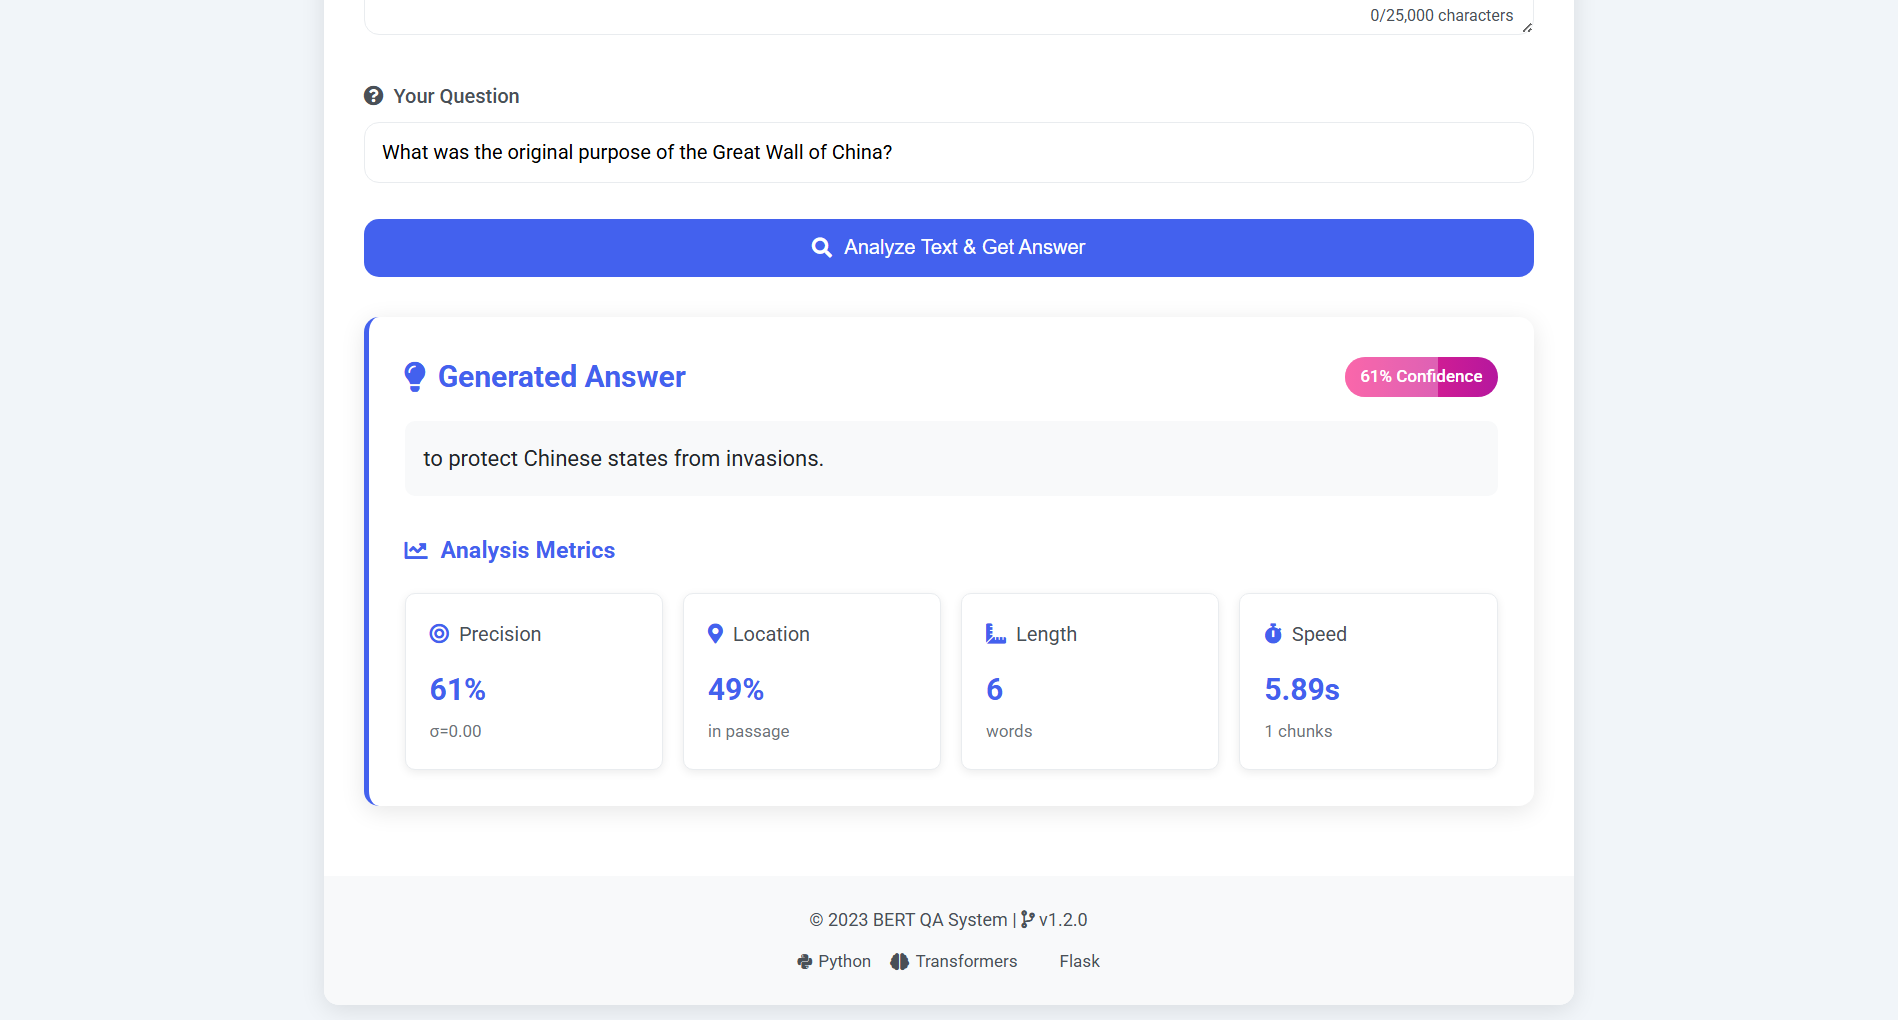 0/25,000 characters
Your Question
What was the original purpose of the Great Wall of China?
Analyze Text & Get Answer
Generated Answer
61% Confidence
to protect Chinese states from invasions.
Analysis Metrics
Precision
61%
σ=0.00
Location
49%
in passage
Length
6
words
Speed
5.89s
1 chunks
© 2023 BERT QA System | v1.2.0
Python Transformers Flask